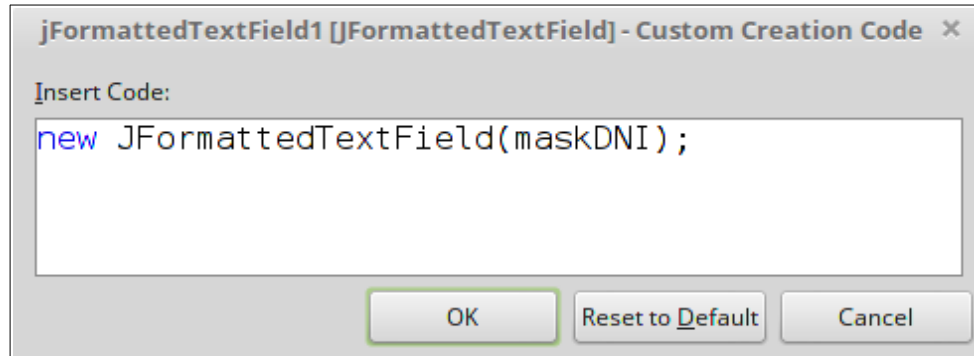 jFormattedTextField1 [JFormattedTextField] - Custom Creation Code ×
Insert Code:
new JFormattedTextField(maskDNI);
OK Reset to Default Cancel